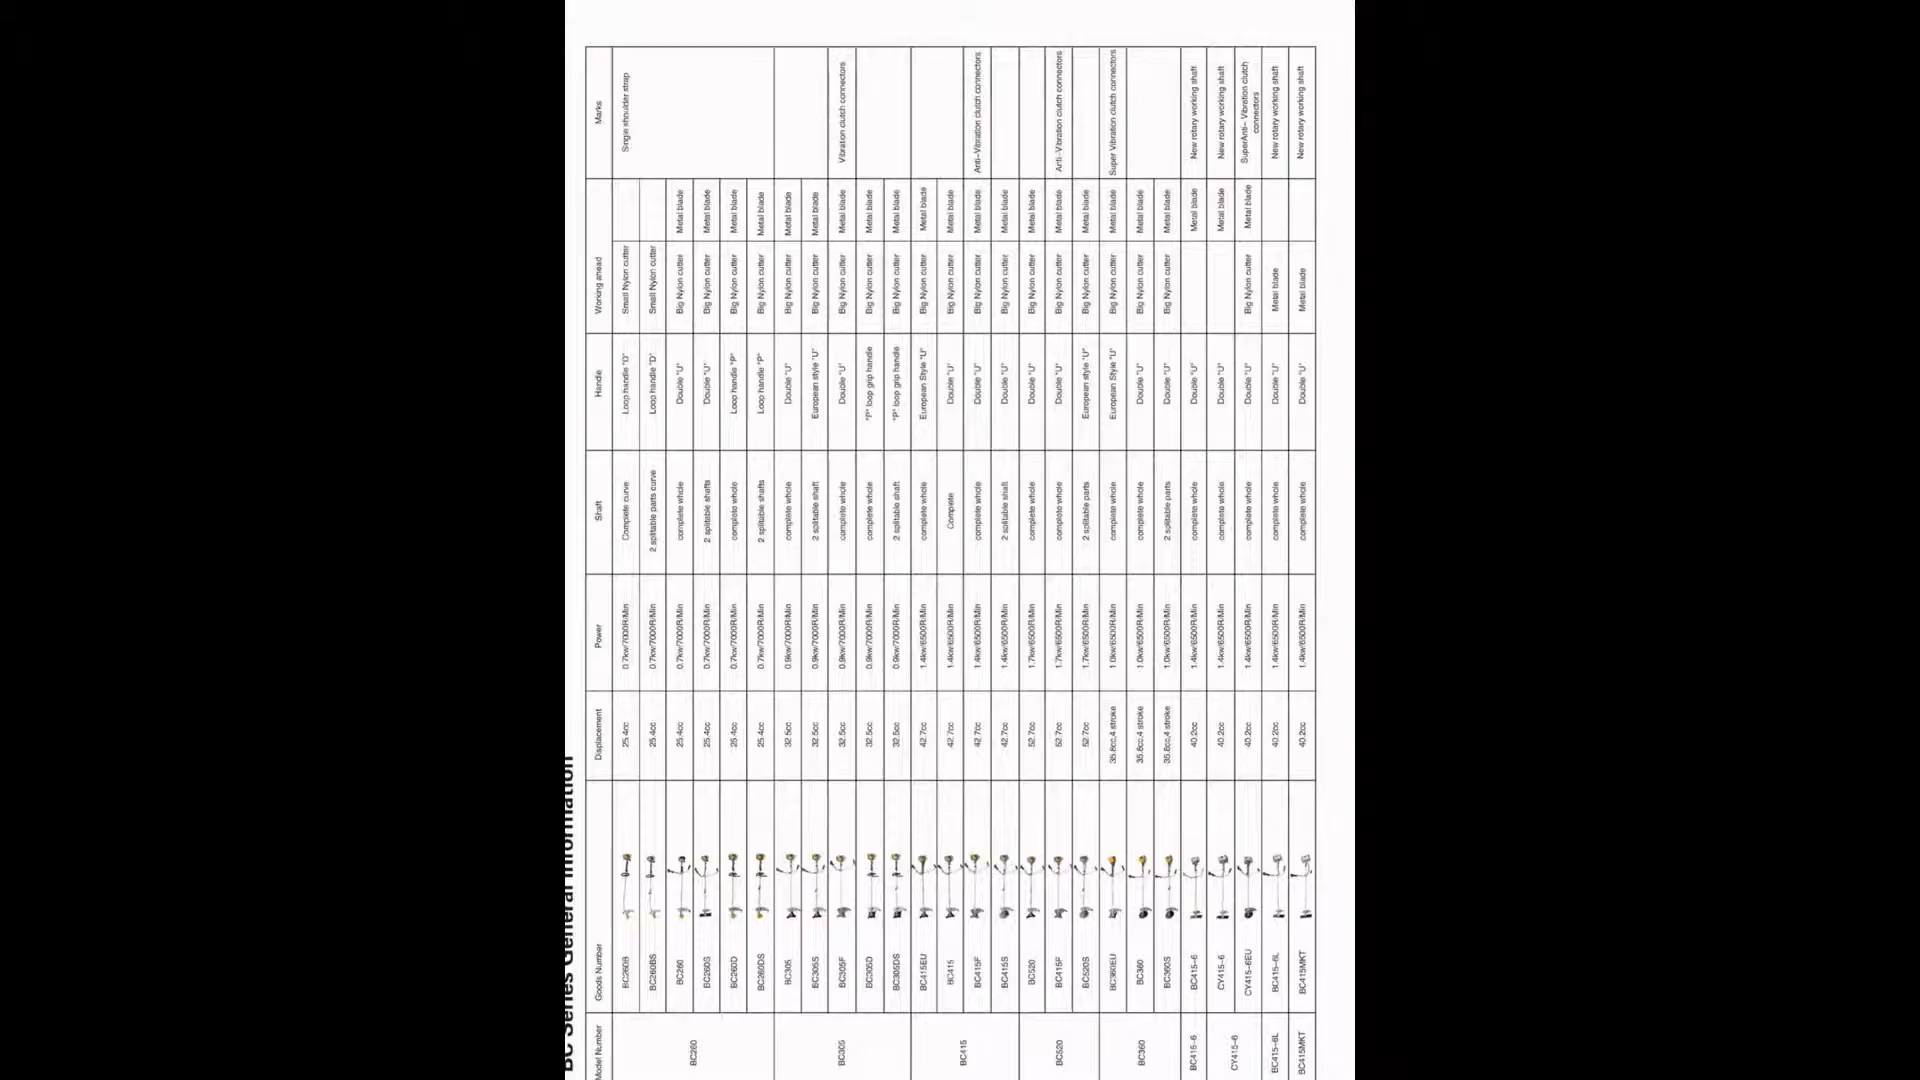 BC Series General Information
Model Number Goods Number Displacement Power Shaft Handle Working ahead Marks
BC260 BC260B 25.4cc 0.7kw/7000R/Min Complete curve Loop handle "D" Small Nylon cutter Single shoulder strap
BC260BS 25.4cc 0.7kw/7000R/Min 2 splitable parts curve Loop handle "D" Small Nylon cutter
BC260 25.4cc 0.7kw/7000R/Min complete whole Double "U" Big Nylon cutter Metal blade
BC260S 25.4cc 0.7kw/7000R/Min 2 splitable shafts Double "U" Big Nylon cutter Metal blade
BC260D 25.4cc 0.7kw/7000R/Min complete whole Loop handle "P" Big Nylon cutter Metal blade
BC260DS 25.4cc 0.7kw/7000R/Min 2 splitable shafts Loop handle "P" Big Nylon cutter Metal blade
BC305 BC305 32.5cc 0.9kw/7000R/Min complete whole Double "U" Big Nylon cutter Metal blade
BC305S 32.5cc 0.9kw/7000R/Min 2 splitable shaft European style "U" Big Nylon cutter Metal blade
BC305F 32.5cc 0.9kw/7000R/Min complete whole Double "U" Big Nylon cutter Metal blade Vibration clutch connectors
BC305D 32.5cc 0.9kw/7000R/Min complete whole "P" loop grip handle Big Nylon cutter Metal blade
BC305DS 32.5cc 0.9kw/7000R/Min 2 splitable shaft "P" loop grip handle Big Nylon cutter Metal blade
BC415 BC415EU 42.7cc 1.4kw/6500R/Min complete whole European Style "U" Big Nylon cutter Metal blade
BC415 42.7cc 1.4kw/6500R/Min Complete Double "U" Big Nylon cutter Metal blade
BC415F 42.7cc 1.4kw/6500R/Min complete whole Double "U" Big Nylon cutter Metal blade Anti-Vibration clutch connectors
BC415S 42.7cc 1.4kw/6500R/Min 2 splitable shaft Double "U" Big Nylon cutter Metal blade
BC520 BC520 52.7cc 1.7kw/6500R/Min complete whole Double "U" Big Nylon cutter Metal blade
BC415F 52.7cc 1.7kw/6500R/Min complete whole Double "U" Big Nylon cutter Metal blade Anti-Vibration clutch connectors
BC520S 52.7cc 1.7kw/6500R/Min 2 splitable parts European style "U" Big Nylon cutter Metal blade
BC360 BC360EU 35.8cc,4 stroke 1.0kw/6500R/Min complete whole European Style "U" Big Nylon cutter Metal blade Super Vibration clutch connectors
BC360 35.8cc,4 stroke 1.0kw/6500R/Min complete whole Double "U" Big Nylon cutter Metal blade
BC360S 35.8cc,4 stroke 1.0kw/6500R/Min 2 splitable parts Double "U" Big Nylon cutter Metal blade
BC415-6 BC415-6 40.2cc 1.4kw/6500R/Min complete whole Double "U" Metal blade New rotary working shaft
CY415-6 CY415-6 40.2cc 1.4kw/6500R/Min complete whole Double "U" Metal blade New rotary working shaft
CY415-6EU 40.2cc 1.4kw/6500R/Min complete whole Double "U" Big Nylon cutter Metal blade SuperAnti- Vibration clutch
connectors
BC415-6L BC415-6L 40.2cc 1.4kw/6500R/Min complete whole Double "U" Metal blade New rotary working shaft
BC415MKT BC415MKT 40.2cc 1.4kw/6500R/Min complete whole Double "U" Metal blade New rotary working shaft